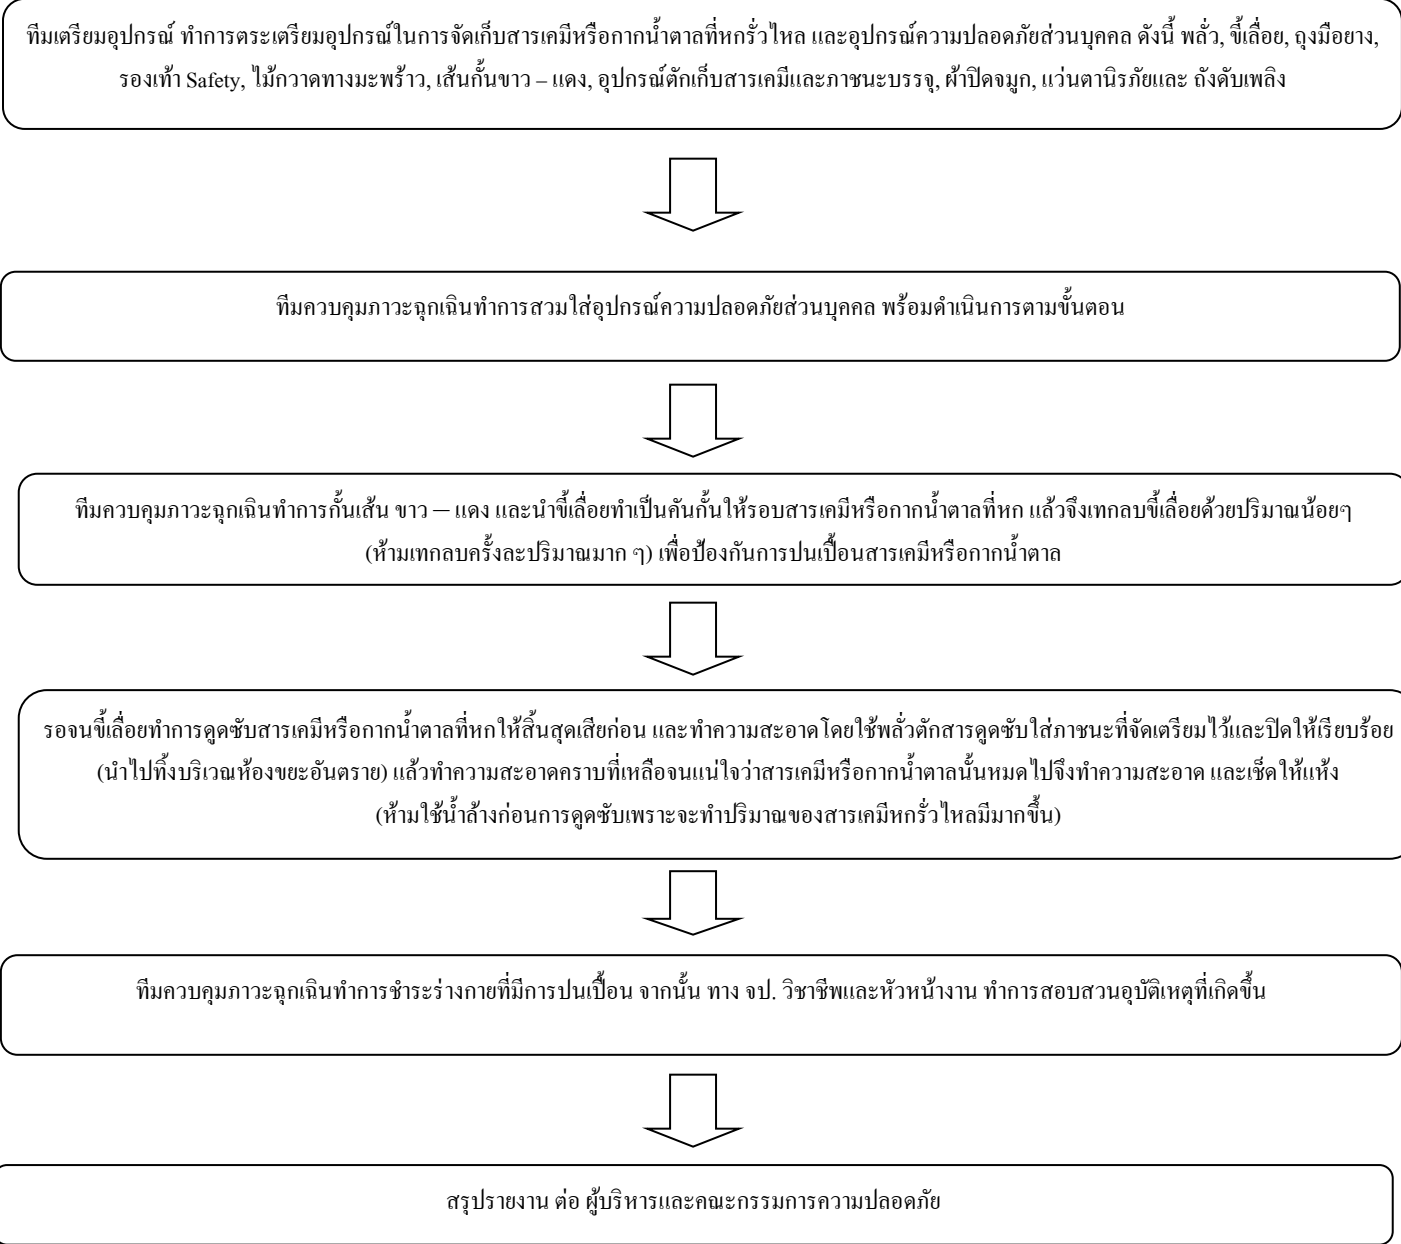 ทีมเตรียมอุปกรณ์ ทำการตระเตรียมอุปกรณ์ในการจัดเก็บสารเคมีหรือกากน้ำตาลที่หกรั่วไหล และอุปกรณ์ความปลอดภัยส่วนบุคคล ดังนี้ พลั่ว, ขี้เลื่อย, ถุงมือยาง,
รองเท้า Safety, ไม้กวาดทางมะพร้าว, เส้นกั้นขาว – แดง, อุปกรณ์ตักเก็บสารเคมีและภาชนะบรรจุ, ผ้าปิดจมูก, แว่นตานิรภัยและ ถังดับเพลิง
ทีมควบคุมภาวะฉุกเฉินทำการสวมใส่อุปกรณ์ความปลอดภัยส่วนบุคคล พร้อมดำเนินการตามขั้นตอน
ทีมควบคุมภาวะฉุกเฉินทำการกั้นเส้น ขาว – แดง และนำขี้เลื่อยทำเป็นคันกั้นให้รอบสารเคมีหรือกากน้ำตาลที่หก แล้วจึงเทกลบขี้เลื่อยด้วยปริมาณน้อยๆ
(ห้ามเทกลบครั้งละปริมาณมาก ๆ) เพื่อป้องกันการปนเปื้อนสารเคมีหรือกากน้ำตาล
รอจนขี้เลื่อยทำการดูดซับสารเคมีหรือกากน้ำตาลที่หกให้สิ้นสุดเสียก่อน และทำความสะอาดโดยใช้พลั่วตักสารดูดซับใส่ภาชนะที่จัดเตรียมไว้และปิดให้เรียบร้อย
(นำไปทิ้งบริเวณห้องขยะอันตราย) แล้วทำความสะอาดคราบที่เหลือจนแน่ใจว่าสารเคมีหรือกากน้ำตาลนั้นหมดไปจึงทำความสะอาด และเช็ดให้แห้ง
(ห้ามใช้น้ำล้างก่อนการดูดซับเพราะจะทำปริมาณของสารเคมีหกรั่วไหลมีมากขึ้น)
ทีมควบคุมภาวะฉุกเฉินทำการชำระร่างกายที่มีการปนเปื้อน จากนั้น ทาง จป. วิชาชีพและหัวหน้างาน ทำการสอบสวนอุบัติเหตุที่เกิดขึ้น
สรุปรายงาน ต่อ ผู้บริหารและคณะกรรมการความปลอดภัย